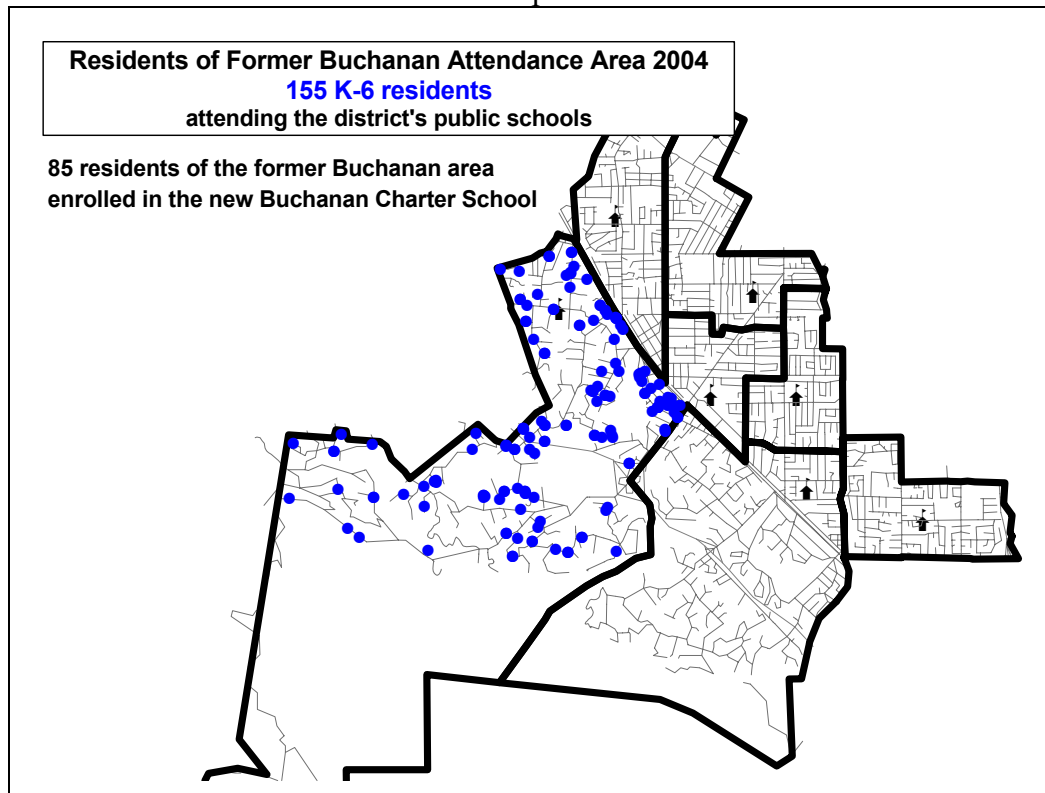 Residents of Former Buchanan Attendance Area 2004
155 K-6 residents
attending the district's public schools
85 residents of the former Buchanan area
enrolled in the new Buchanan Charter School